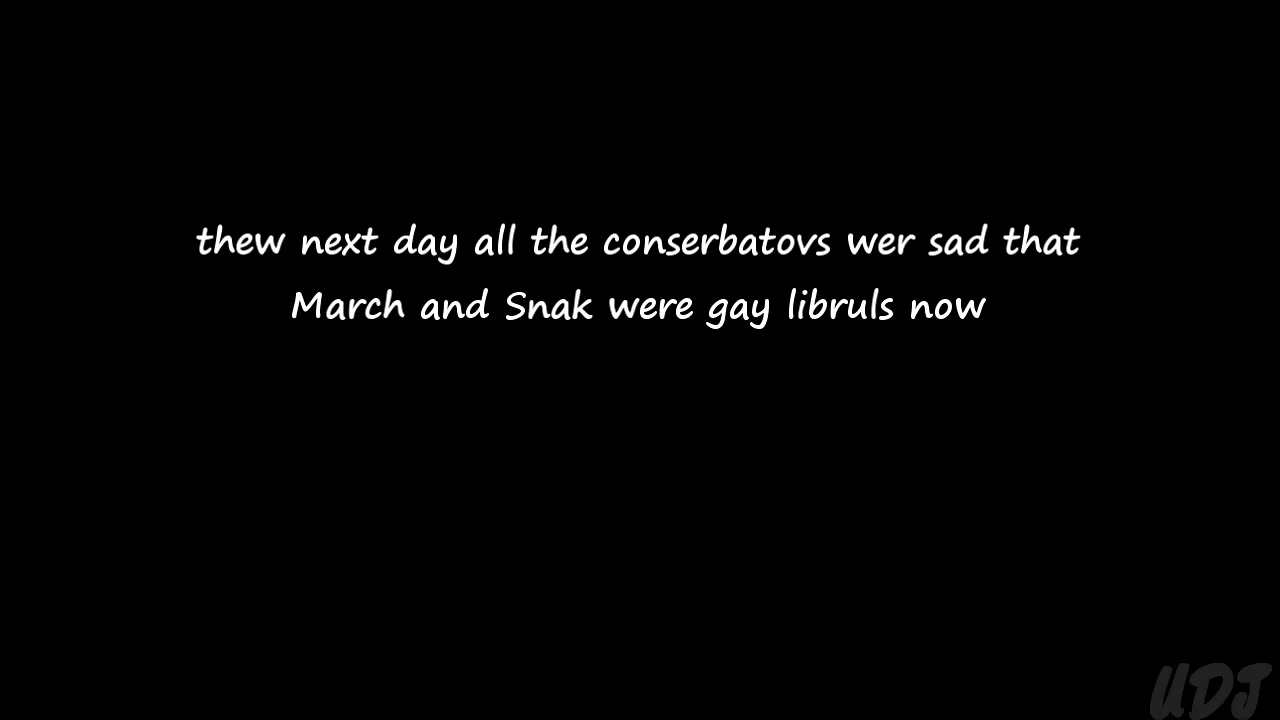 thew next day all the conserbatovs wer sad that
March and Snak were gay libruls now
UDJ